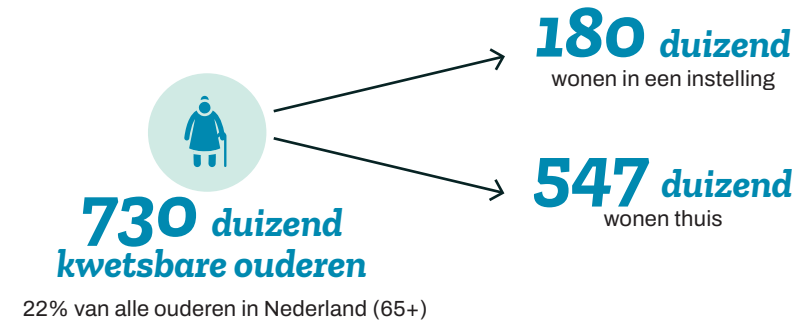 180 duizend
wonen in een instelling
547 duizend
wonen thuis
730 duizend
kwetsbare ouderen
22% van alle ouderen in Nederland (65+)